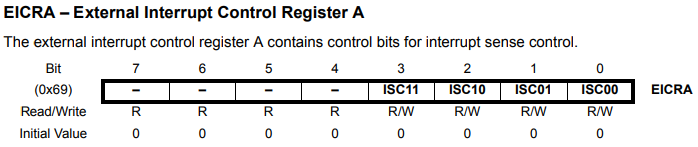 EICRA – External Interrupt Control Register A
The external interrupt control register A contains control bits for interrupt sense control.
Bit 7 6 5 4 3 2 1 0
(0x69) – – – – ISC11 ISC10 ISC01 ISC00 EICRA
Read/Write R R R R R/W R/W R/W R/W
Initial Value 0 0 0 0 0 0 0 0